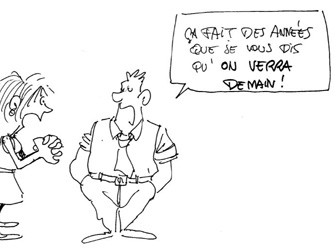 ÇA FAIT DES ANNÉES
QUE JE VOUS DIS
QU'ON VERRA
DEMAIN !